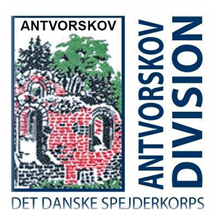 ANTVORSKOV
ANTVORSKOV
DIVISION
DET DANSKE SPEJDERKORPS